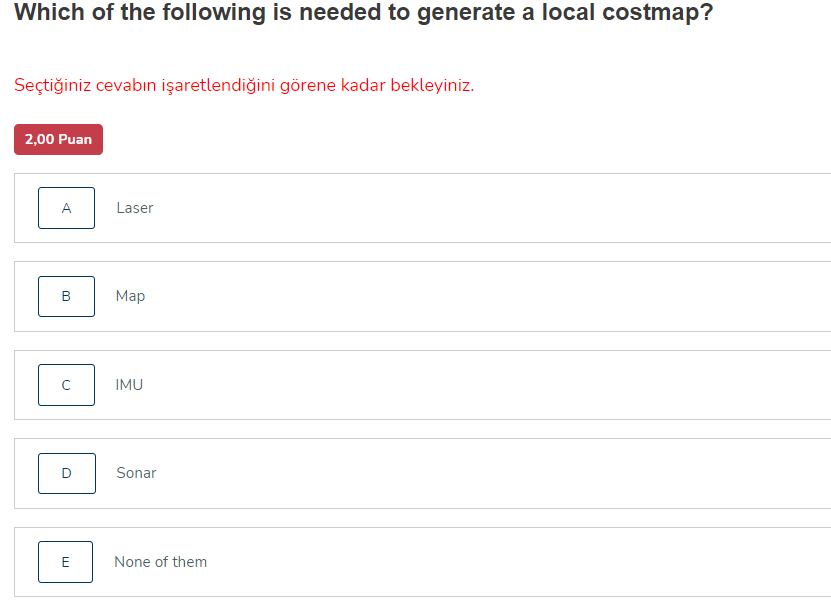 Which of the following is needed to generate a local costmap?
Seçtiğiniz cevabın işaretlendiğini görene kadar bekleyiniz.
2,00 Puan
A Laser
B Map
C IMU
D Sonar
E None of them